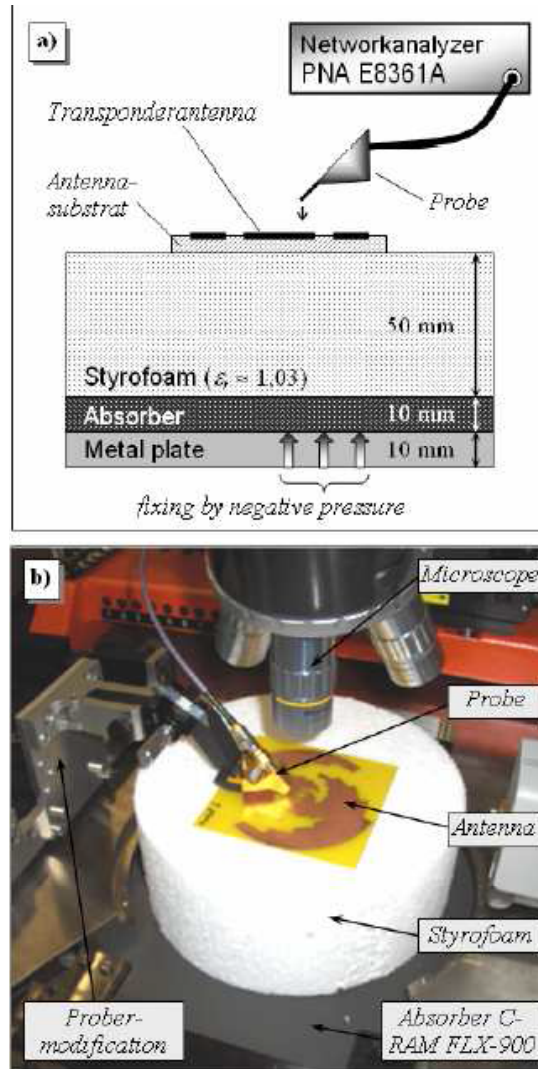 a)
Networkanalyzer
PNA E8361A
Transponderantenna
Antenna-
substrat
Probe
50 mm
Styrofoam (εr ≈ 1.03)
Absorber
10 mm
Metal plate
10 mm
fixing by negative pressure
b)
Microscope
Probe
Antenna
Styrofoam
Prober-
modification
Absorber C-
RAM FLX-900